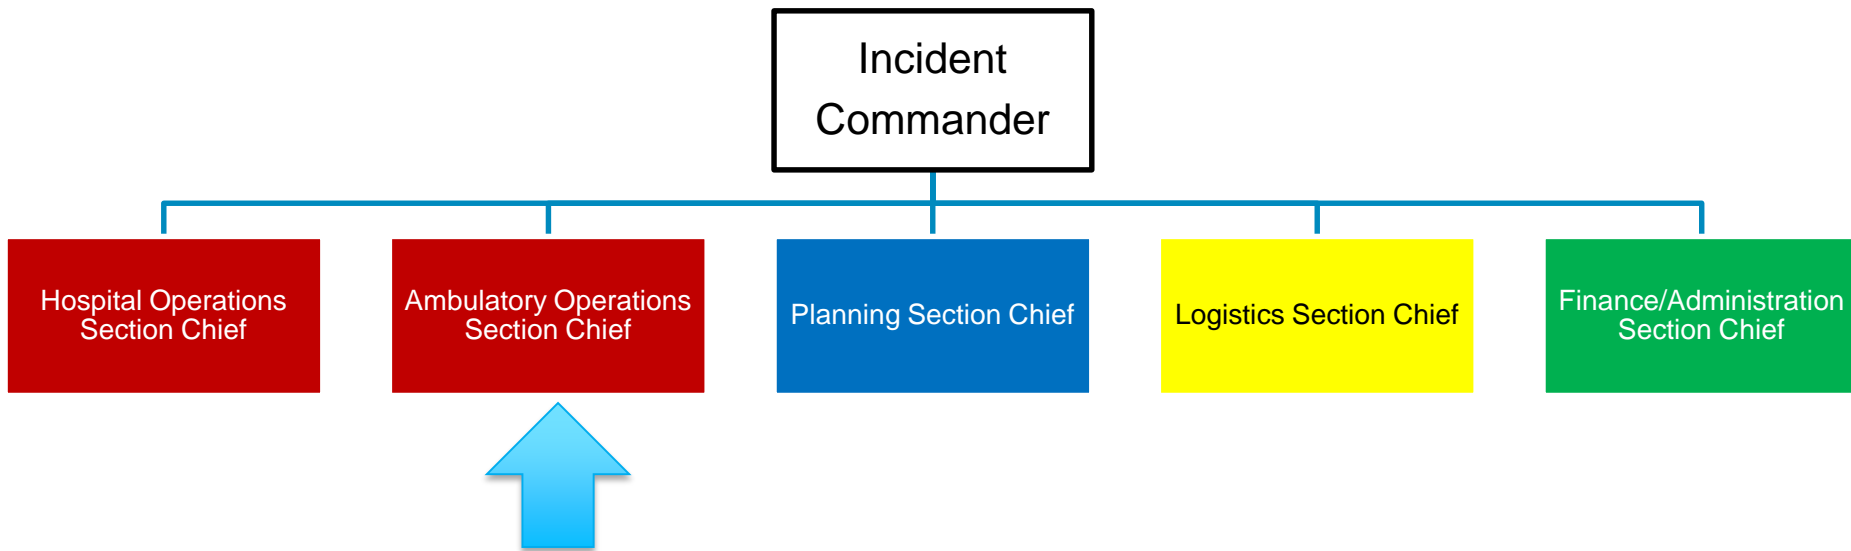 Incident
Commander
Hospital Operations
Section Chief
Ambulatory Operations
Section Chief
Planning Section Chief
Logistics Section Chief
Finance/Administration
Section Chief